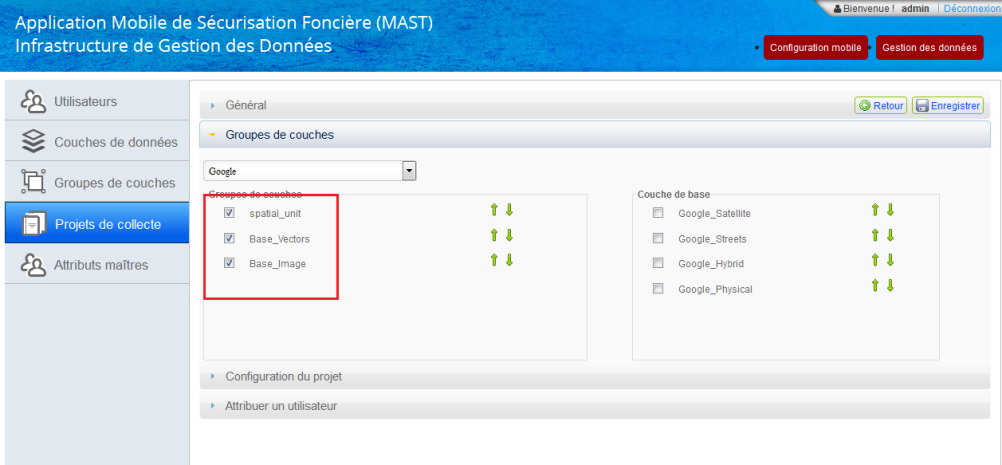 Bienvenue ! admin | Déconnexion
Application Mobile de Sécurisation Foncière (MAST)
Infrastructure de Gestion des Données
Configuration mobile
Gestion des données
Utilisateurs
Couches de données
Groupes de couches
Projets de collecte
Attributs maîtres
Général
Retour
Enregistrer
Groupes de couches
Google
Groupes de couches
spatial_unit
Base_Vectors
Base_Image
Couche de base
Google_Satellite
Google_Streets
Google_Hybrid
Google_Physical
Configuration du projet
Attribuer un utilisateur